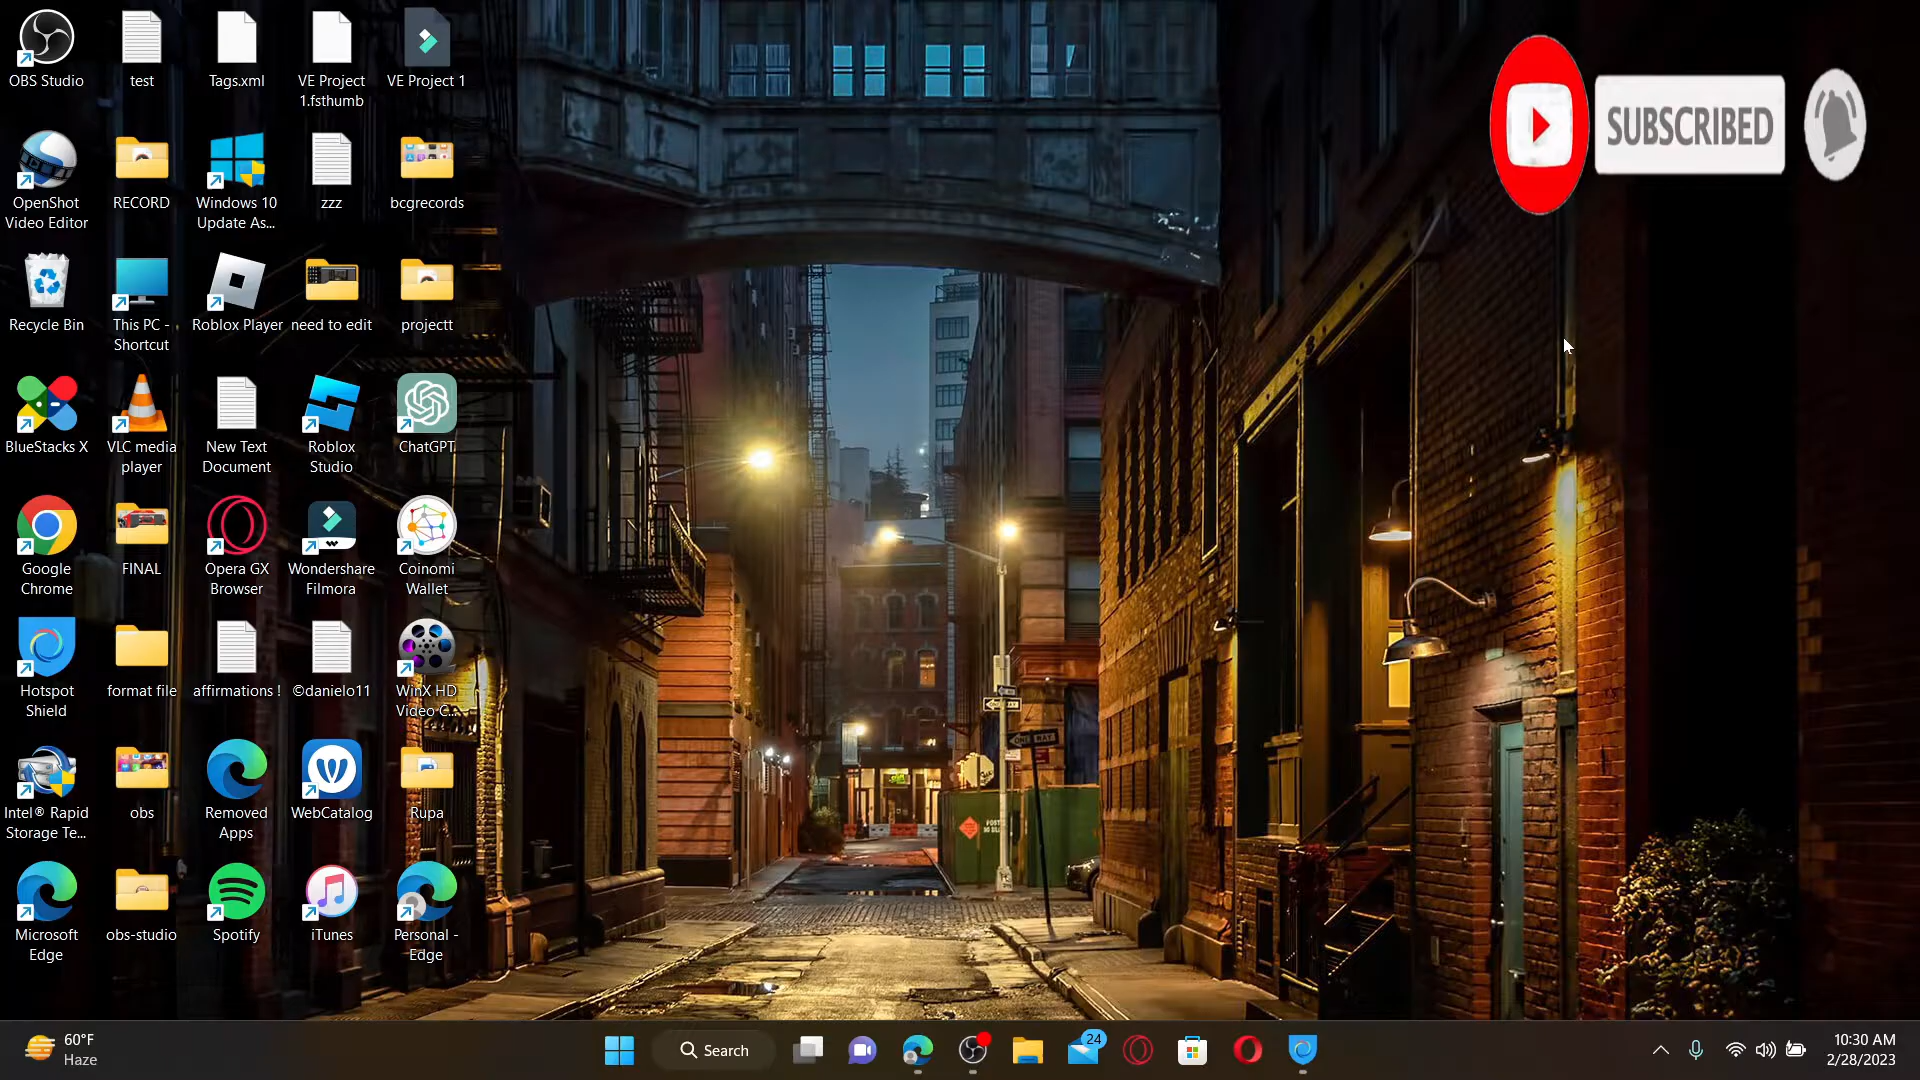 OBS Studio
test
Tags.xml
VE Project
1.fsthumb
VE Project 1
SUBSCRIBED
OpenShot
Video Editor
RECORD
Windows 10
Update As...
zzz
bcgrecords
Recycle Bin
This PC -
Shortcut
Roblox Player
need to edit
projectt
BlueStacks X
VLC media
player
New Text
Document
Roblox
Studio
ChatGPT
Google
Chrome
FINAL
Opera GX
Browser
Wondershare
Filmora
Coinomi
Wallet
Hotspot
Shield
format file
affirmations !
©danielo11
WinX HD
Video C...
ONE WAY
Intel® Rapid
Storage Te...
obs
Removed
Apps
WebCatalog
Rupa
Microsoft
Edge
obs-studio
Spotify
iTunes
Personal -
Edge
60°F
Haze
Search
24
10:30 AM
2/28/2023